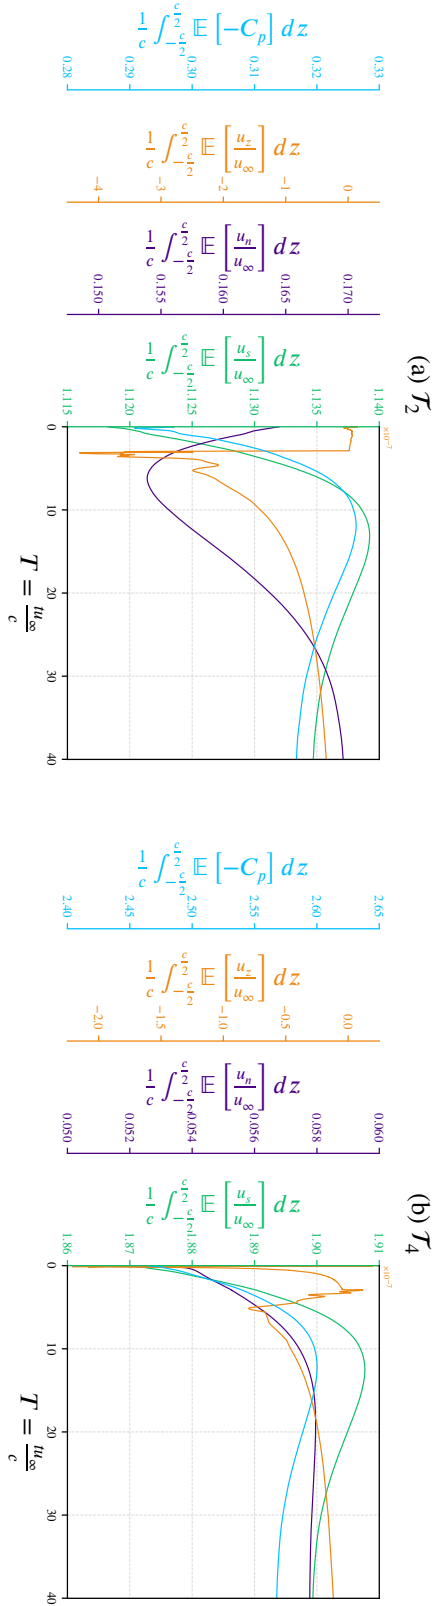 (a) 𝒯₂
1/c ∫_{-c/2}^{c/2} 𝔼 [−C_p] dz
0.28 0.29 0.30 0.31 0.32 0.33
1/c ∫_{-c/2}^{c/2} 𝔼 [u_z/u_∞] dz
−4 −3 −2 −1 0
1/c ∫_{-c/2}^{c/2} 𝔼 [u_n/u_∞] dz
0.150 0.155 0.160 0.165 0.170
1/c ∫_{-c/2}^{c/2} 𝔼 [u_s/u_∞] dz
1.115 1.120 1.125 1.130 1.135 1.140
×10⁻⁷
0 10 20 30 40
T = tu_∞/c
(b) 𝒯₄
1/c ∫_{-c/2}^{c/2} 𝔼 [−C_p] dz
2.40 2.45 2.50 2.55 2.60 2.65
1/c ∫_{-c/2}^{c/2} 𝔼 [u_z/u_∞] dz
−2.0 −1.5 −1.0 −0.5 0.0
1/c ∫_{-c/2}^{c/2} 𝔼 [u_n/u_∞] dz
0.050 0.052 0.054 0.056 0.058 0.060
1/c ∫_{-c/2}^{c/2} 𝔼 [u_s/u_∞] dz
1.86 1.87 1.88 1.89 1.90 1.91
×10⁻⁷
0 10 20 30 40
T = tu_∞/c